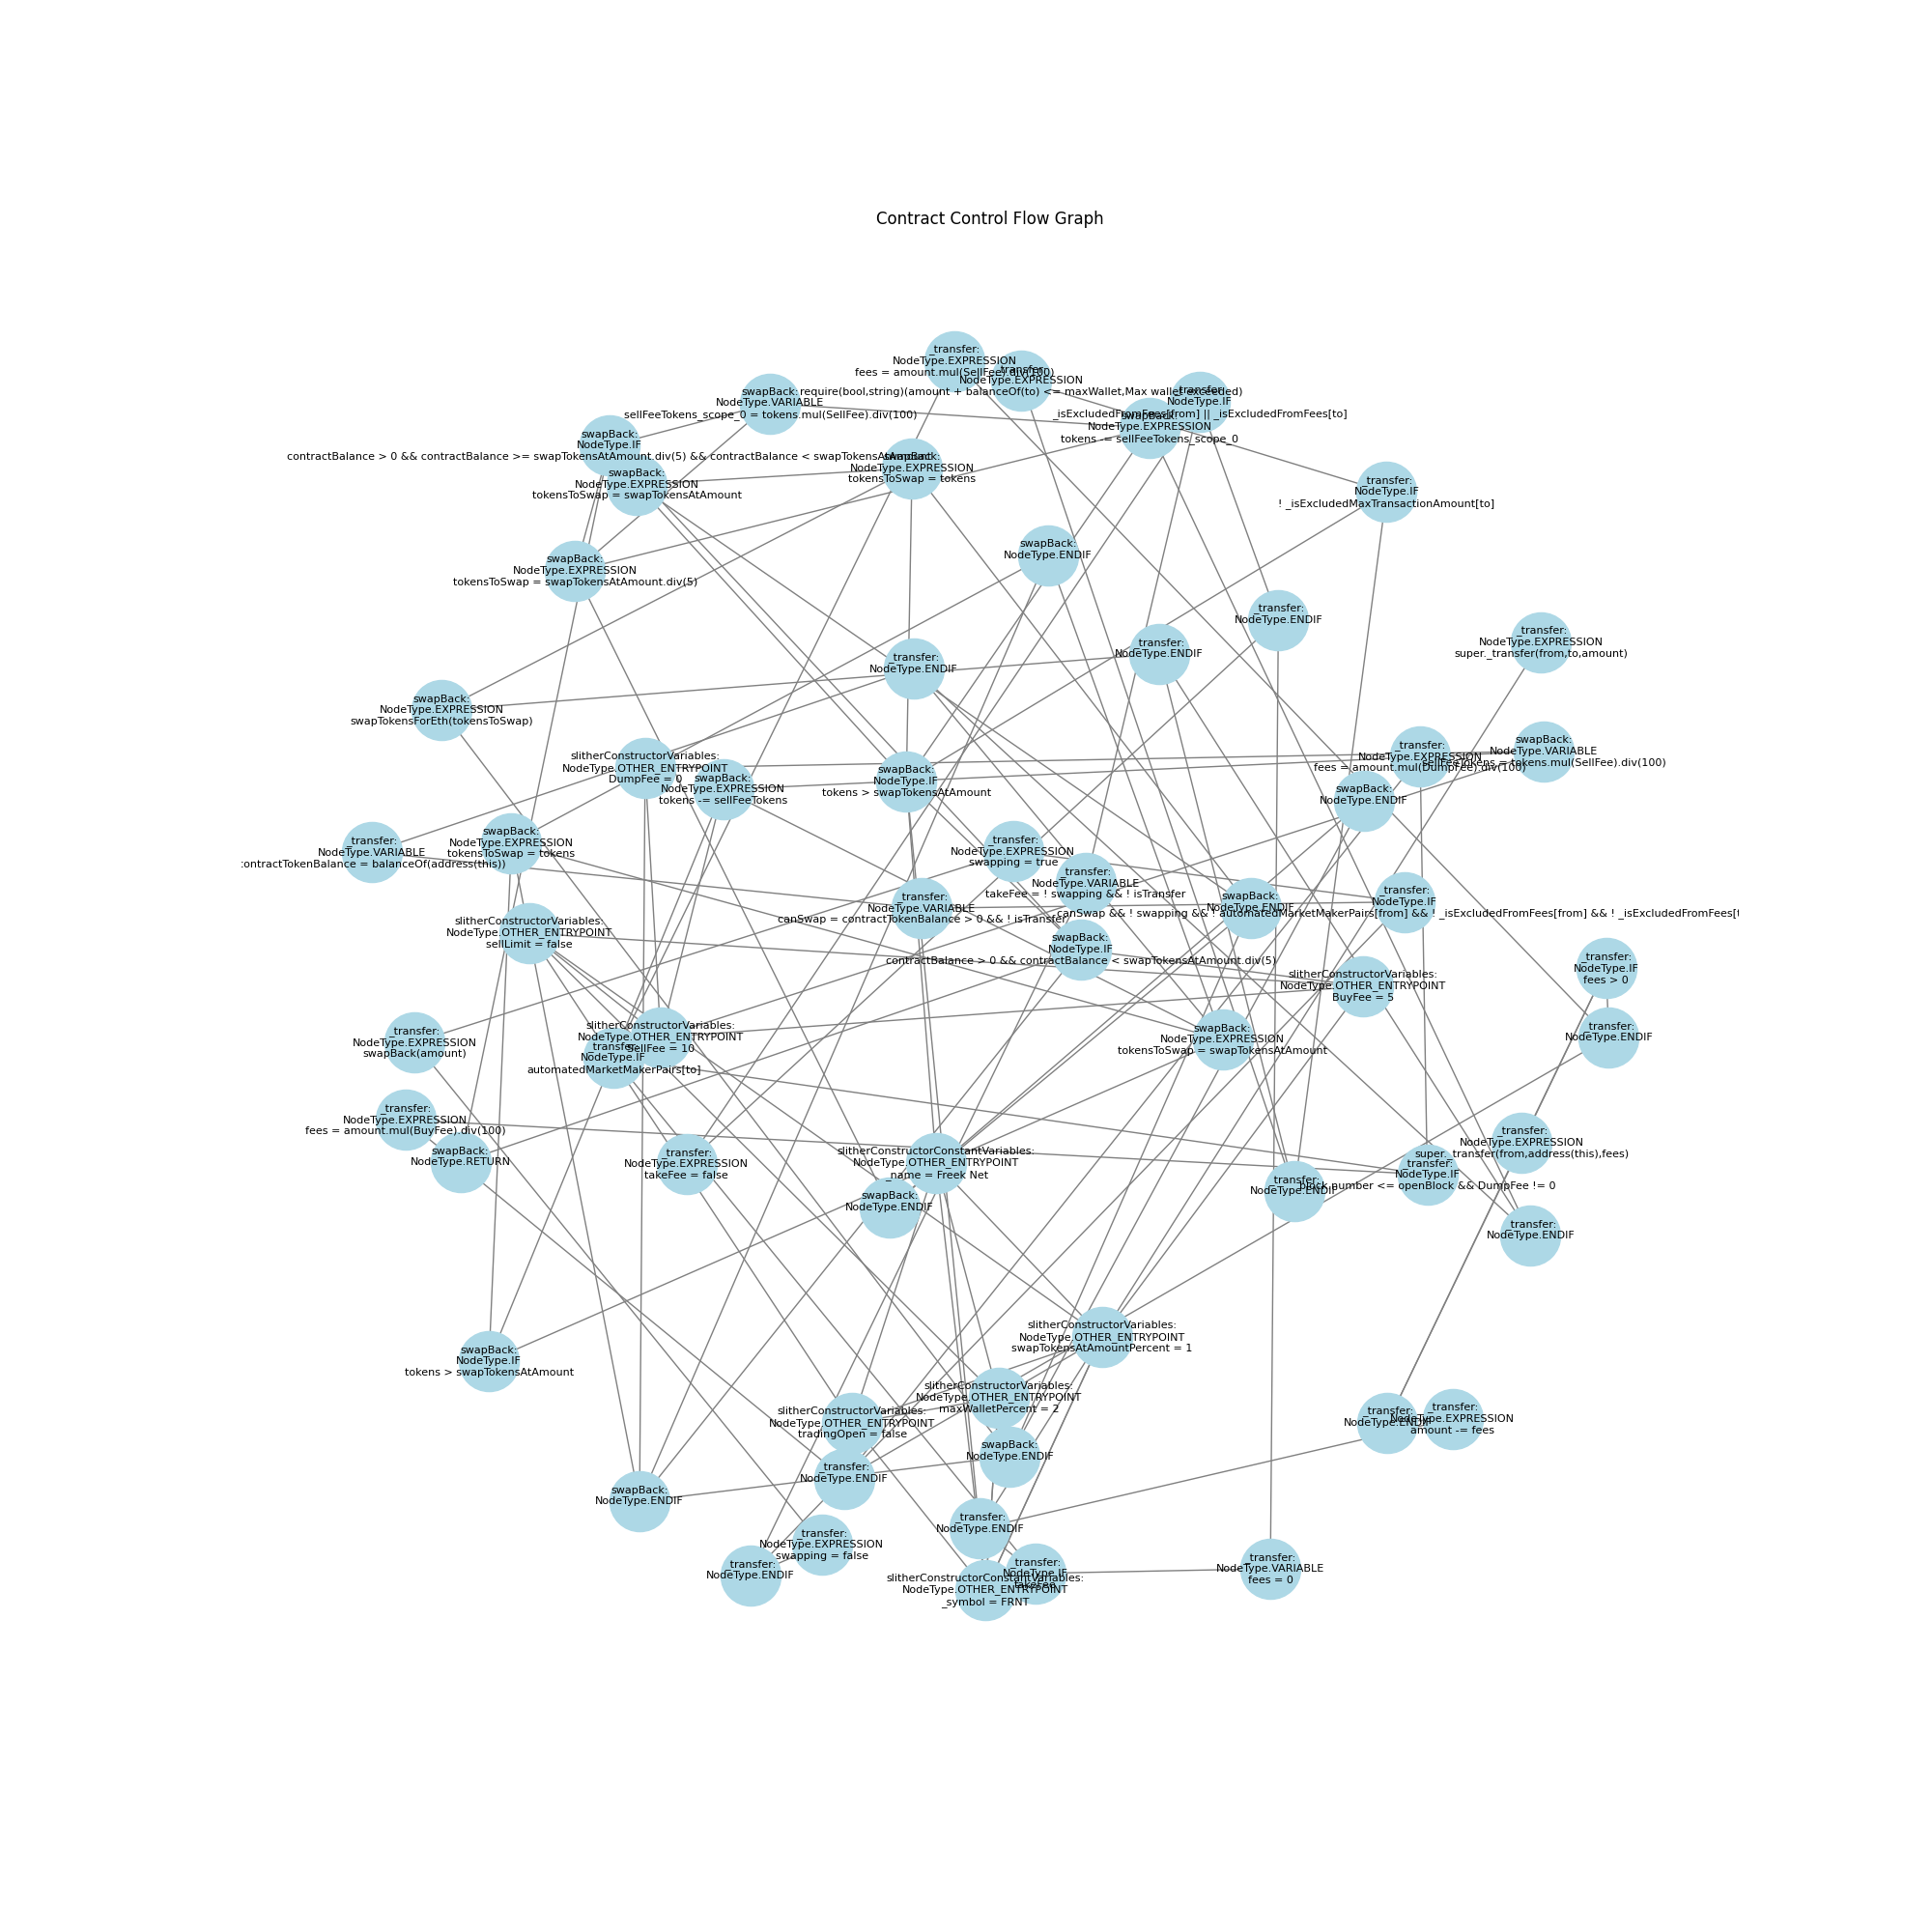 Contract Control Flow Graph
_transfer:
NodeType.EXPRESSION
fees = amount.mul(SellFee).div(100)
_transfer:
NodeType.EXPRESSION
require(bool,string)(amount + balanceOf(to) <= maxWallet,Max wallet exceeded)
swapBack:
NodeType.VARIABLE
sellFeeTokens_scope_0 = tokens.mul(SellFee).div(100)
_transfer:
NodeType.IF
_isExcludedFromFees[from] || _isExcludedFromFees[to]
swapBack:
NodeType.EXPRESSION
tokens -= sellFeeTokens_scope_0
swapBack:
NodeType.IF
contractBalance > 0 && contractBalance >= swapTokensAtAmount.div(5) && contractBalance < swapTokensAtAmount
swapBack:
NodeType.EXPRESSION
tokensToSwap = tokens
swapBack:
NodeType.EXPRESSION
tokensToSwap = swapTokensAtAmount
_transfer:
NodeType.IF
! _isExcludedMaxTransactionAmount[to]
swapBack:
NodeType.ENDIF
swapBack:
NodeType.EXPRESSION
tokensToSwap = swapTokensAtAmount.div(5)
_transfer:
NodeType.ENDIF
_transfer:
NodeType.EXPRESSION
super._transfer(from,to,amount)
_transfer:
NodeType.ENDIF
_transfer:
NodeType.ENDIF
swapBack:
NodeType.EXPRESSION
swapTokensForEth(tokensToSwap)
swapBack:
NodeType.VARIABLE
sellFeeTokens = tokens.mul(SellFee).div(100)
_transfer:
NodeType.EXPRESSION
fees = amount.mul(DumpFee).div(100)
slitherConstructorVariables:
NodeType.OTHER_ENTRYPOINT
DumpFee = 0
swapBack:
NodeType.IF
tokens > swapTokensAtAmount
swapBack:
NodeType.EXPRESSION
tokens -= sellFeeTokens
swapBack:
NodeType.ENDIF
swapBack:
NodeType.EXPRESSION
tokensToSwap = tokens
_transfer:
NodeType.VARIABLE
contractTokenBalance = balanceOf(address(this))
_transfer:
NodeType.EXPRESSION
swapping = true
_transfer:
NodeType.VARIABLE
takeFee = ! swapping && ! isTransfer
_transfer:
NodeType.VARIABLE
canSwap = contractTokenBalance > 0 && ! isTransfer
swapBack:
NodeType.ENDIF
_transfer:
NodeType.IF
canSwap && ! swapping && ! automatedMarketMakerPairs[from] && ! _isExcludedFromFees[from] && ! _isExcludedFromFees[
slitherConstructorVariables:
NodeType.OTHER_ENTRYPOINT
sellLimit = false
swapBack:
NodeType.IF
contractBalance > 0 && contractBalance < swapTokensAtAmount.div(5)
_transfer:
NodeType.IF
fees > 0
slitherConstructorVariables:
NodeType.OTHER_ENTRYPOINT
BuyFee = 5
_transfer:
NodeType.EXPRESSION
swapBack(amount)
slitherConstructorVariables:
NodeType.OTHER_ENTRYPOINT
SellFee = 10
_transfer:
NodeType.IF
automatedMarketMakerPairs[to]
swapBack:
NodeType.EXPRESSION
tokensToSwap = swapTokensAtAmount
_transfer:
NodeType.ENDIF
_transfer:
NodeType.EXPRESSION
fees = amount.mul(BuyFee).div(100)
swapBack:
NodeType.RETURN
_transfer:
NodeType.EXPRESSION
takeFee = false
slitherConstructorConstantVariables:
NodeType.OTHER_ENTRYPOINT
_name = Freek Net
swapBack:
NodeType.ENDIF
_transfer:
NodeType.EXPRESSION
super._transfer(from,address(this),fees)
_transfer:
NodeType.IF
block.number <= openBlock && DumpFee != 0
_transfer:
NodeType.ENDIF
_transfer:
NodeType.ENDIF
swapBack:
NodeType.IF
tokens > swapTokensAtAmount
slitherConstructorVariables:
NodeType.OTHER_ENTRYPOINT
swapTokensAtAmountPercent = 1
slitherConstructorVariables:
NodeType.OTHER_ENTRYPOINT
maxWalletPercent = 2
slitherConstructorVariables:
NodeType.OTHER_ENTRYPOINT
tradingOpen = false
_transfer:
NodeType.ENDIF
_transfer:
NodeType.EXPRESSION
amount -= fees
swapBack:
NodeType.ENDIF
_transfer:
NodeType.ENDIF
swapBack:
NodeType.ENDIF
_transfer:
NodeType.ENDIF
_transfer:
NodeType.EXPRESSION
swapping = false
_transfer:
NodeType.ENDIF
_transfer:
NodeType.IF
takeFee
_transfer:
NodeType.VARIABLE
fees = 0
slitherConstructorConstantVariables:
NodeType.OTHER_ENTRYPOINT
_symbol = FRNT